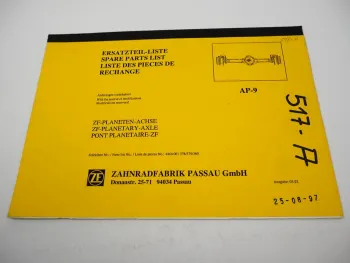 ERSATZTEIL-LISTE
SPARE PARTS LIST
LISTE DES PIECES DE
RECHANGE
AP-9
517-A
ZF-PLANETEN-ACHSE
ZF-PLANETARY-AXLE
POST PLANETAIRE-ZF
ZF
ZAHNRADFABRIK PASSAU GmbH
Donaustr. 25-71 94034 Passau
25-08-97